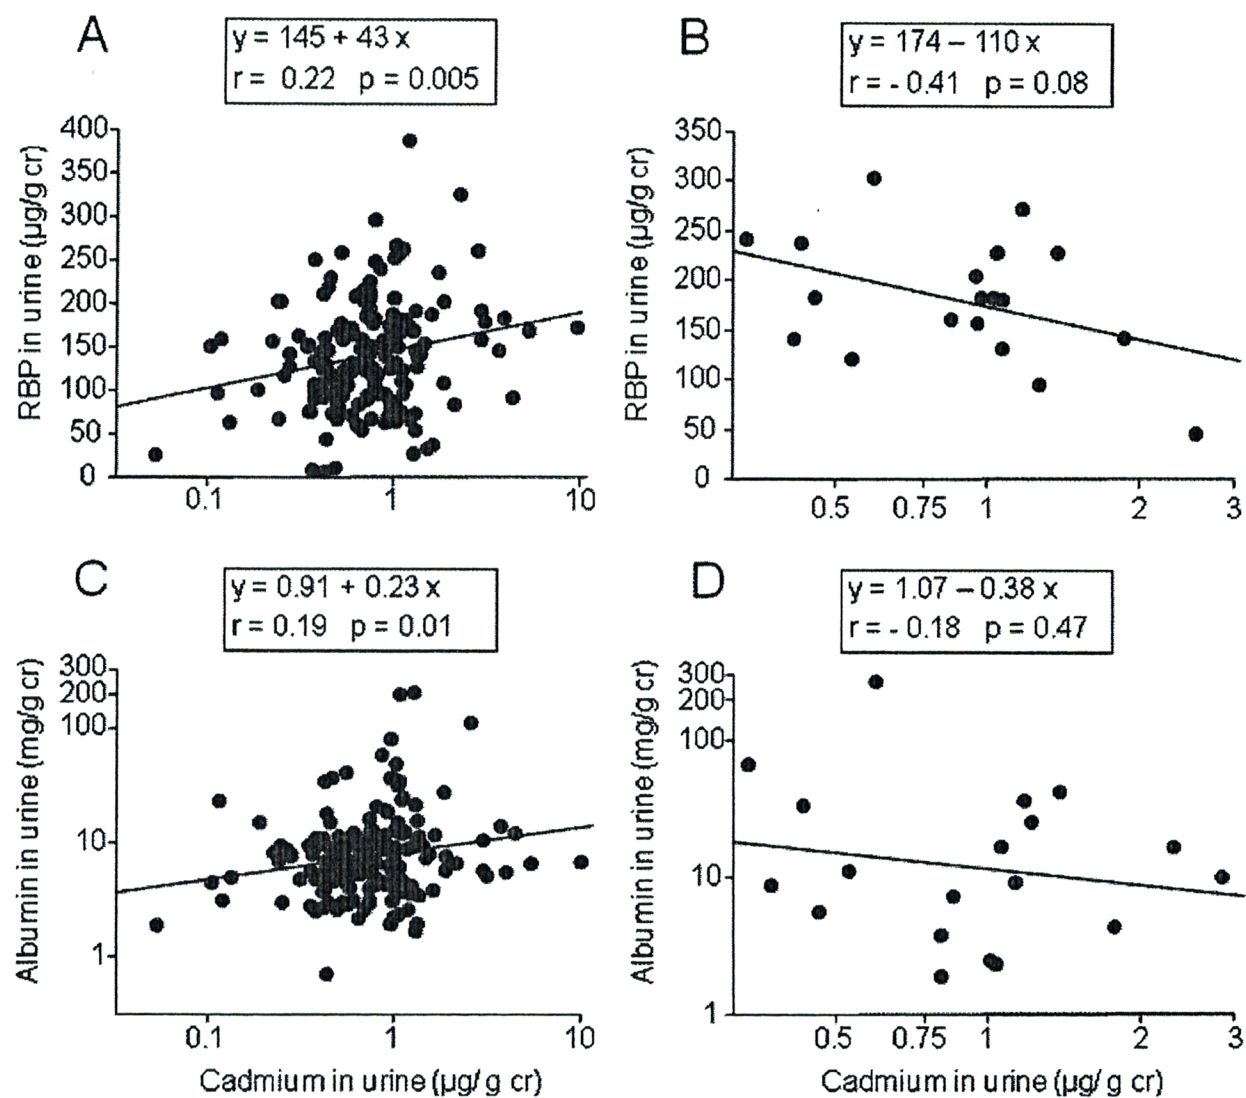 A
y = 145 + 43 x
r = 0.22 p = 0.005
400
350
300
250
200
150
100
50
0
RBP in urine (µg/g cr)
0.1 1 10
B
y = 174 – 110 x
r = - 0.41 p = 0.08
350
300
250
200
150
100
50
0
RBP in urine (µg/g cr)
0.5 0.75 1 2 3
C
y = 0.91 + 0.23 x
r = 0.19 p = 0.01
300
200
100
10
1
Albumin in urine (mg/g cr)
0.1 1 10
Cadmium in urine (µg/ g cr)
D
y = 1.07 – 0.38 x
r = - 0.18 p = 0.47
300
200
100
10
1
Albumin in urine (mg/g cr)
0.5 0.75 1 2 3
Cadmium in urine (µg/ g cr)